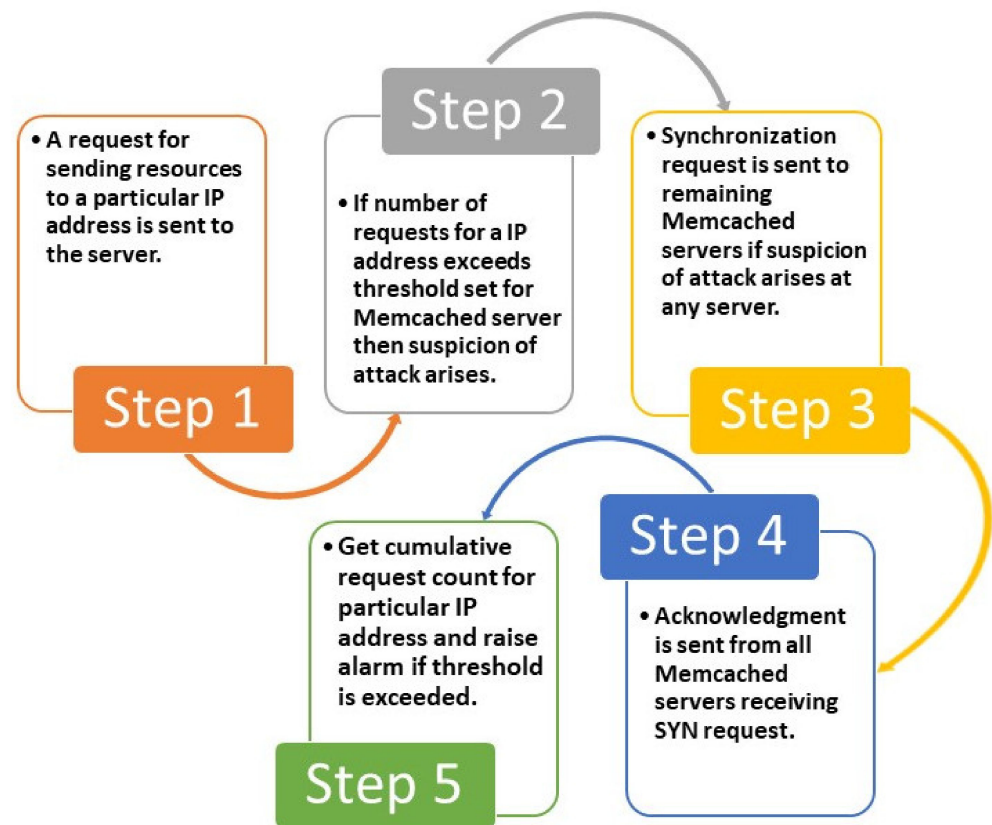 • A request for
sending resources
to a particular IP
address is sent to
the server.
Step 1
Step 2
• If number of
requests for a IP
address exceeds
threshold set for
Memcached server
then suspicion of
attack arises.
• Synchronization
request is sent to
remaining
Memcached
servers if suspicion
of attack arises at
any server.
Step 3
Step 4
• Acknowledgment
is sent from all
Memcached
servers receiving
SYN request.
• Get cumulative
request count for
particular IP
address and raise
alarm if threshold
is exceeded.
Step 5